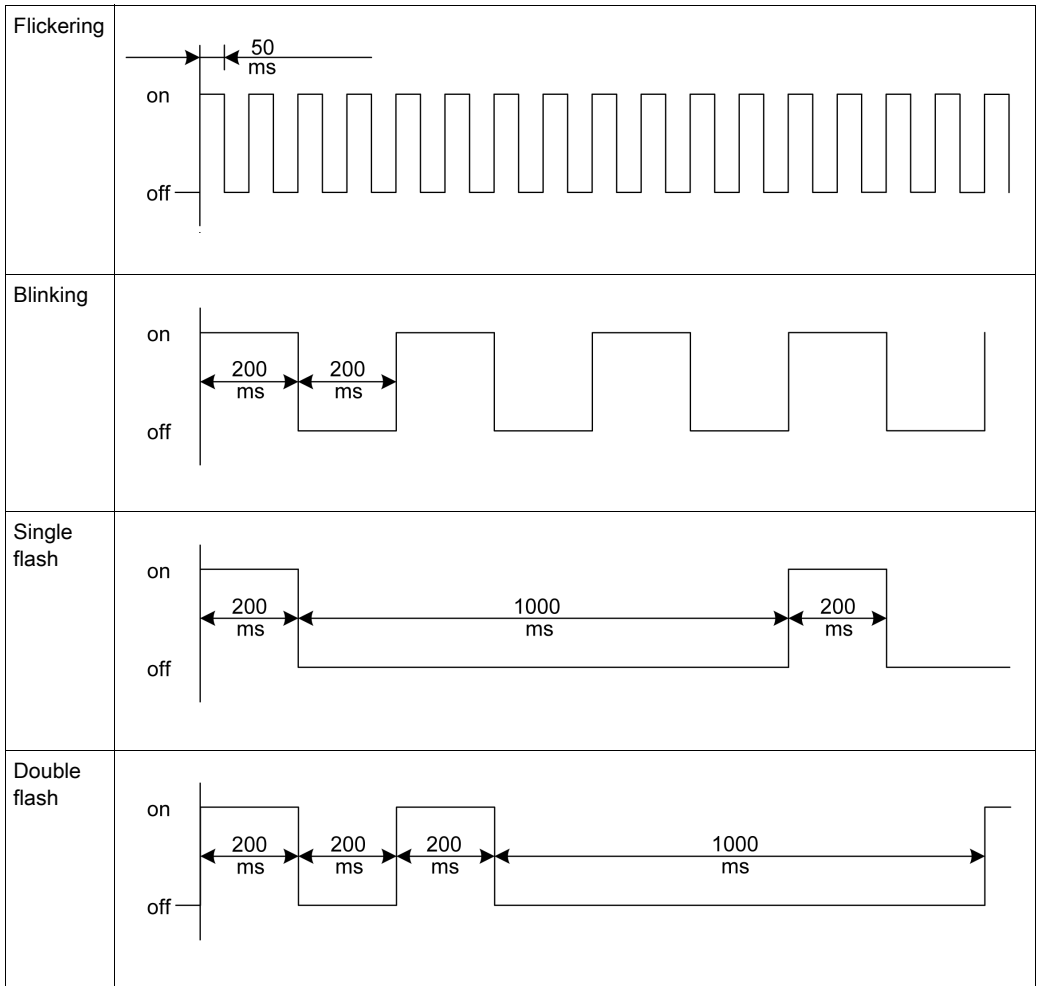 Flickering
50
ms
on
off
Blinking
on
200
ms
200
ms
off
Single
flash
on
200
ms
1000
ms
200
ms
off
Double
flash
on
200
ms
200
ms
200
ms
1000
ms
off